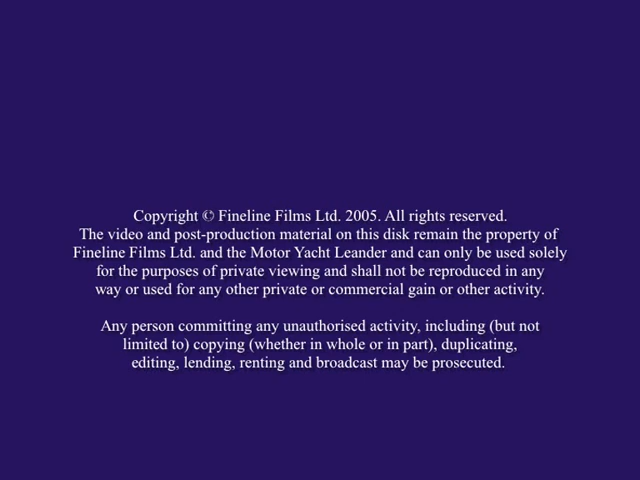 Copyright © Fineline Films Ltd. 2005. All rights reserved.
The video and post-production material on this disk remain the property of
Fineline Films Ltd. and the Motor Yacht Leander and can only be used solely
for the purposes of private viewing and shall not be reproduced in any
way or used for any other private or commercial gain or other activity.
Any person committing any unauthorised activity, including (but not
limited to) copying (whether in whole or in part), duplicating,
editing, lending, renting and broadcast may be prosecuted.